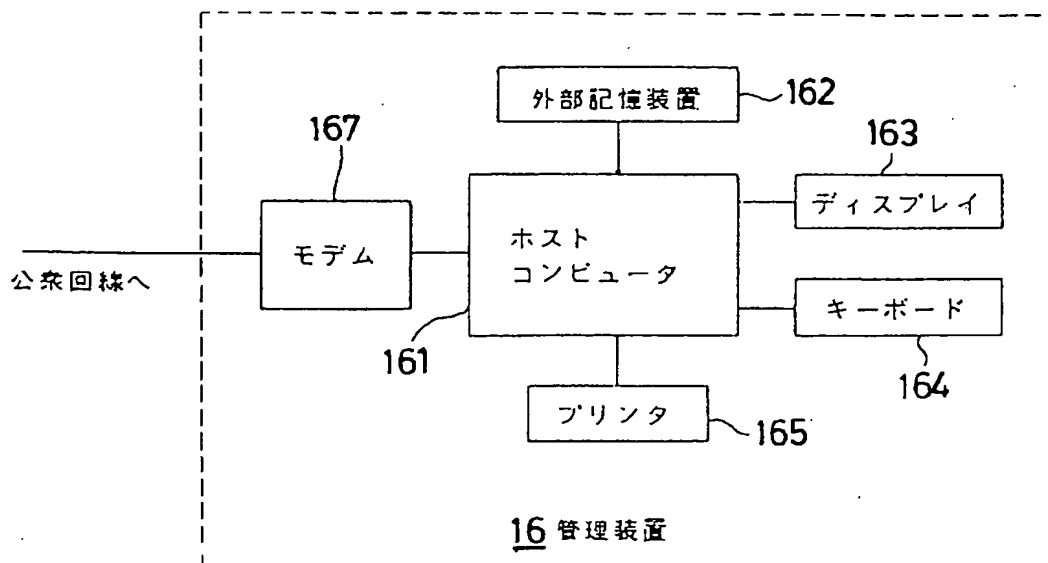 外部記憶装置
162
167
163
ディスプレイ
モデム
ホスト
コンピュータ
公衆回線へ
キーボード
161
164
プリンタ
165
16 管理装置